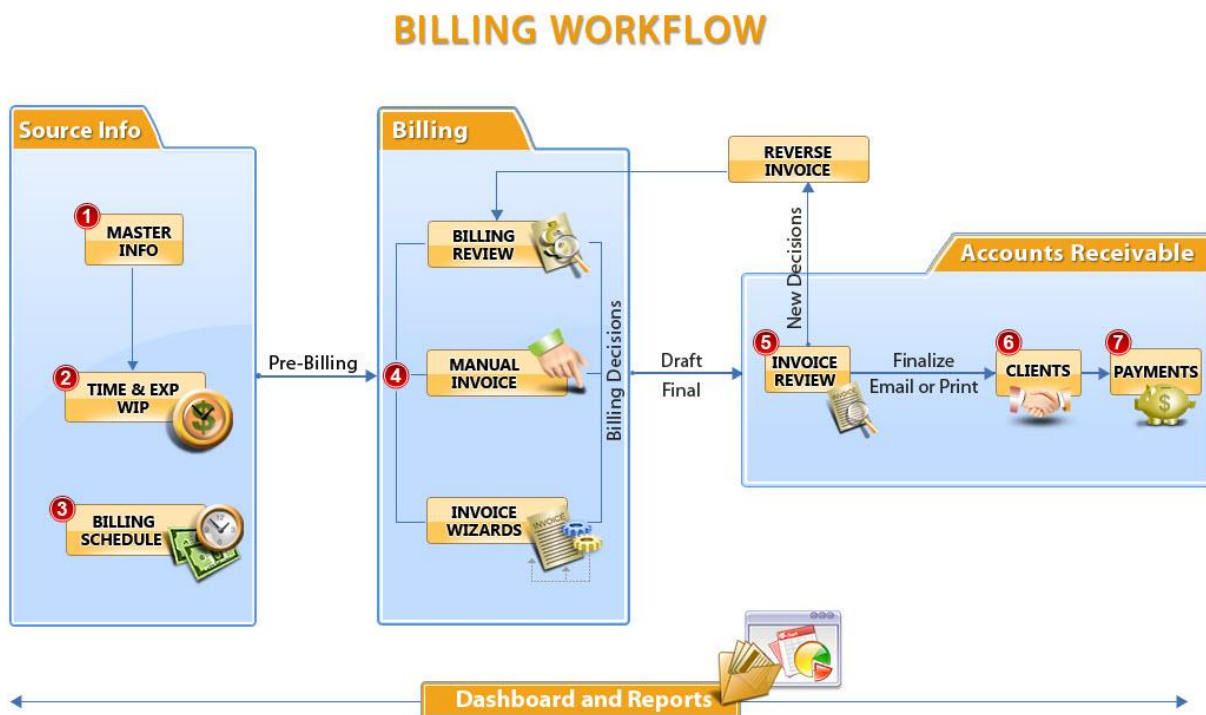 BILLING WORKFLOW
Source Info
1
MASTER
INFO
2
TIME & EXP
WIP
3
BILLING
SCHEDULE
Pre-Billing
Billing
4
BILLING
REVIEW
MANUAL
INVOICE
INVOICE
WIZARDS
INVOICE
Billing Decisions
Draft
Final
REVERSE
INVOICE
New Decisions
Accounts Receivable
5
INVOICE
REVIEW
Finalize
Email or Print
6
CLIENTS
7
PAYMENTS
Dashboard and Reports